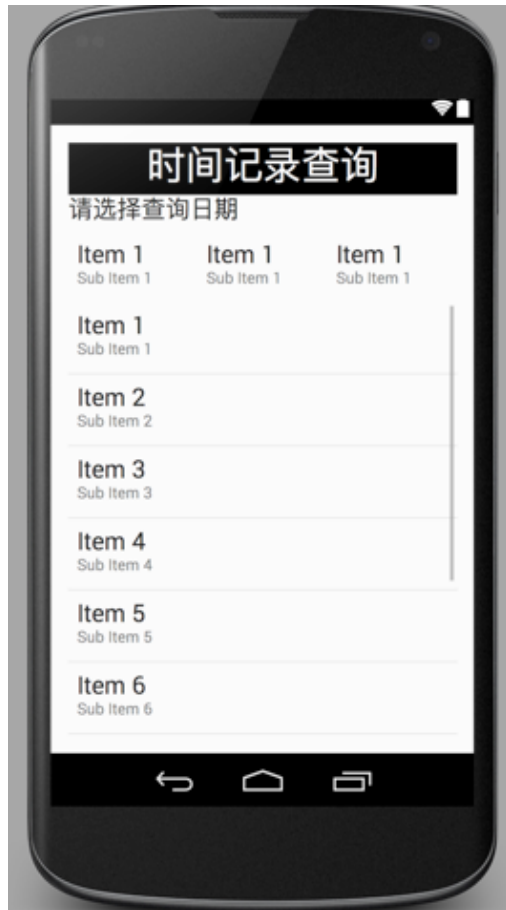 时间记录查询
请选择查询日期
Item 1 Item 1 Item 1
Sub Item 1 Sub Item 1 Sub Item 1
Item 1
Sub Item 1
Item 2
Sub Item 2
Item 3
Sub Item 3
Item 4
Sub Item 4
Item 5
Sub Item 5
Item 6
Sub Item 6